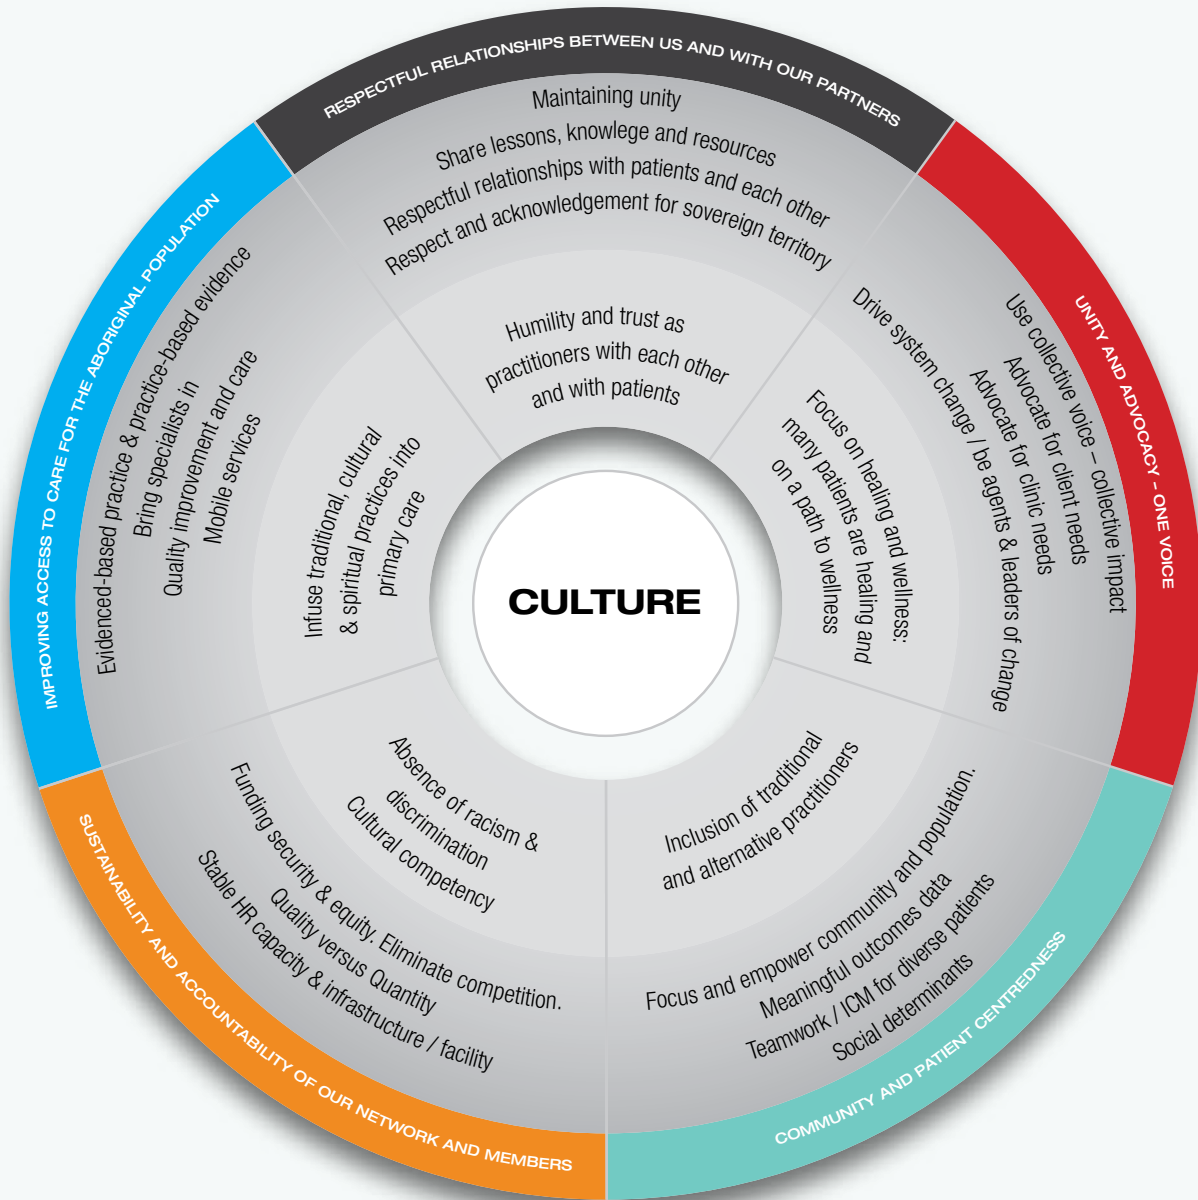 RESPECTFUL RELATIONSHIPS BETWEEN US AND WITH OUR PARTNERS
Maintaining unity
Share lessons, knowlege and resources
Respectful relationships with patients and each other
Respect and acknowledgement for sovereign territory
Humility and trust as
practitioners with each other
and with patients
UNITY AND ADVOCACY – ONE VOICE
Use collective voice – collective impact
Advocate for client needs
Advocate for clinic needs
Drive system change / be agents & leaders of change
Focus on healing and wellness:
many patients are healing and
on a path to wellness
COMMUNITY AND PATIENT CENTREDNESS
Inclusion of traditional
and alternative practitioners
Focus and empower community and population.
Meaningful outcomes data
Teamwork / ICM for diverse patients
Social determinants
SUSTAINABILITY AND ACCOUNTABILITY OF OUR NETWORK AND MEMBERS
Absence of racism &
discrimination
Cultural competency
Funding security & equity. Eliminate competition.
Quality versus Quantity
Stable HR capacity & infrastructure / facility
IMPROVING ACCESS TO CARE FOR THE ABORIGINAL POPULATION
Evidenced-based practice & practice-based evidence
Bring specialists in
Quality improvement and care
Mobile services
Infuse traditional, cultural
& spiritual practices into
primary care
CULTURE